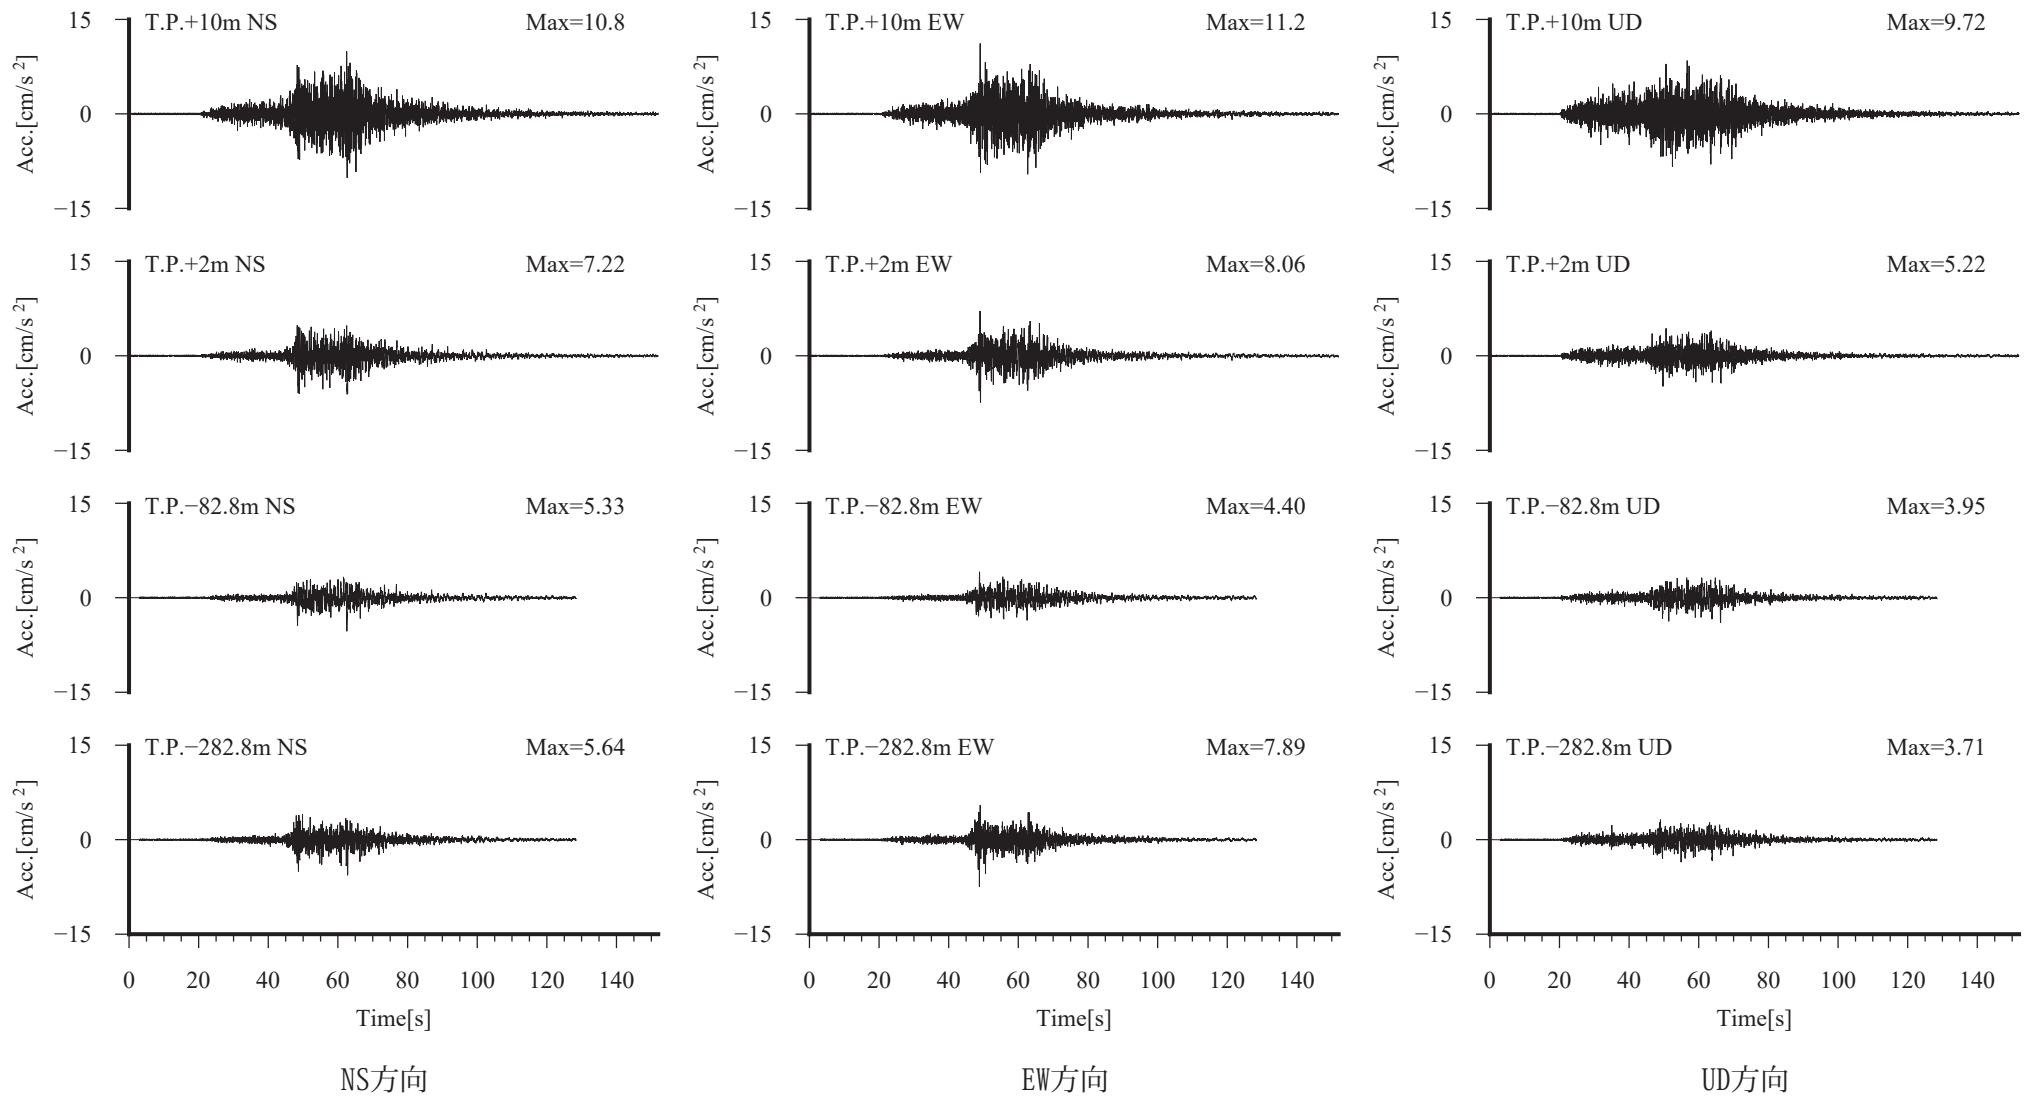 T.P.+10m NS Max=10.8
15
0
−15
Acc.[cm/s 2]
T.P.+10m EW Max=11.2
15
0
−15
Acc.[cm/s 2]
T.P.+10m UD Max=9.72
15
0
−15
Acc.[cm/s 2]
T.P.+2m NS Max=7.22
15
0
−15
Acc.[cm/s 2]
T.P.+2m EW Max=8.06
15
0
−15
Acc.[cm/s 2]
T.P.+2m UD Max=5.22
15
0
−15
Acc.[cm/s 2]
T.P.−82.8m NS Max=5.33
15
0
−15
Acc.[cm/s 2]
T.P.−82.8m EW Max=4.40
15
0
−15
Acc.[cm/s 2]
T.P.−82.8m UD Max=3.95
15
0
−15
Acc.[cm/s 2]
T.P.−282.8m NS Max=5.64
15
0
−15
Acc.[cm/s 2]
0 20 40 60 80 100 120 140
Time[s]
NS方向
T.P.−282.8m EW Max=7.89
15
0
−15
Acc.[cm/s 2]
0 20 40 60 80 100 120 140
Time[s]
EW方向
T.P.−282.8m UD Max=3.71
15
0
−15
Acc.[cm/s 2]
0 20 40 60 80 100 120 140
Time[s]
UD方向